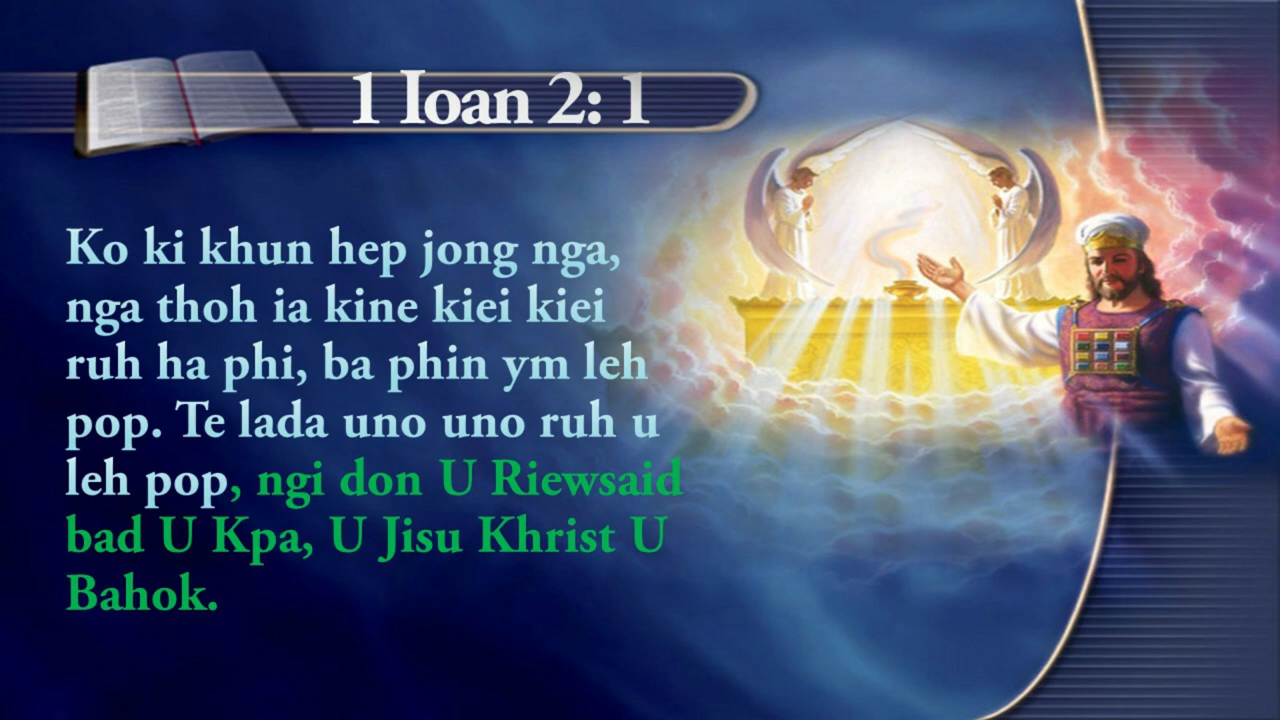 1 Ioan 2: 1
Ko ki khun hep jong nga,
nga thoh ia kine kiei kiei
ruh ha phi, ba phin ym leh
pop. Te lada uno uno ruh u
leh pop, ngi don U Riewsaid
bad U Kpa, U Jisu Khrist U
Bahok.